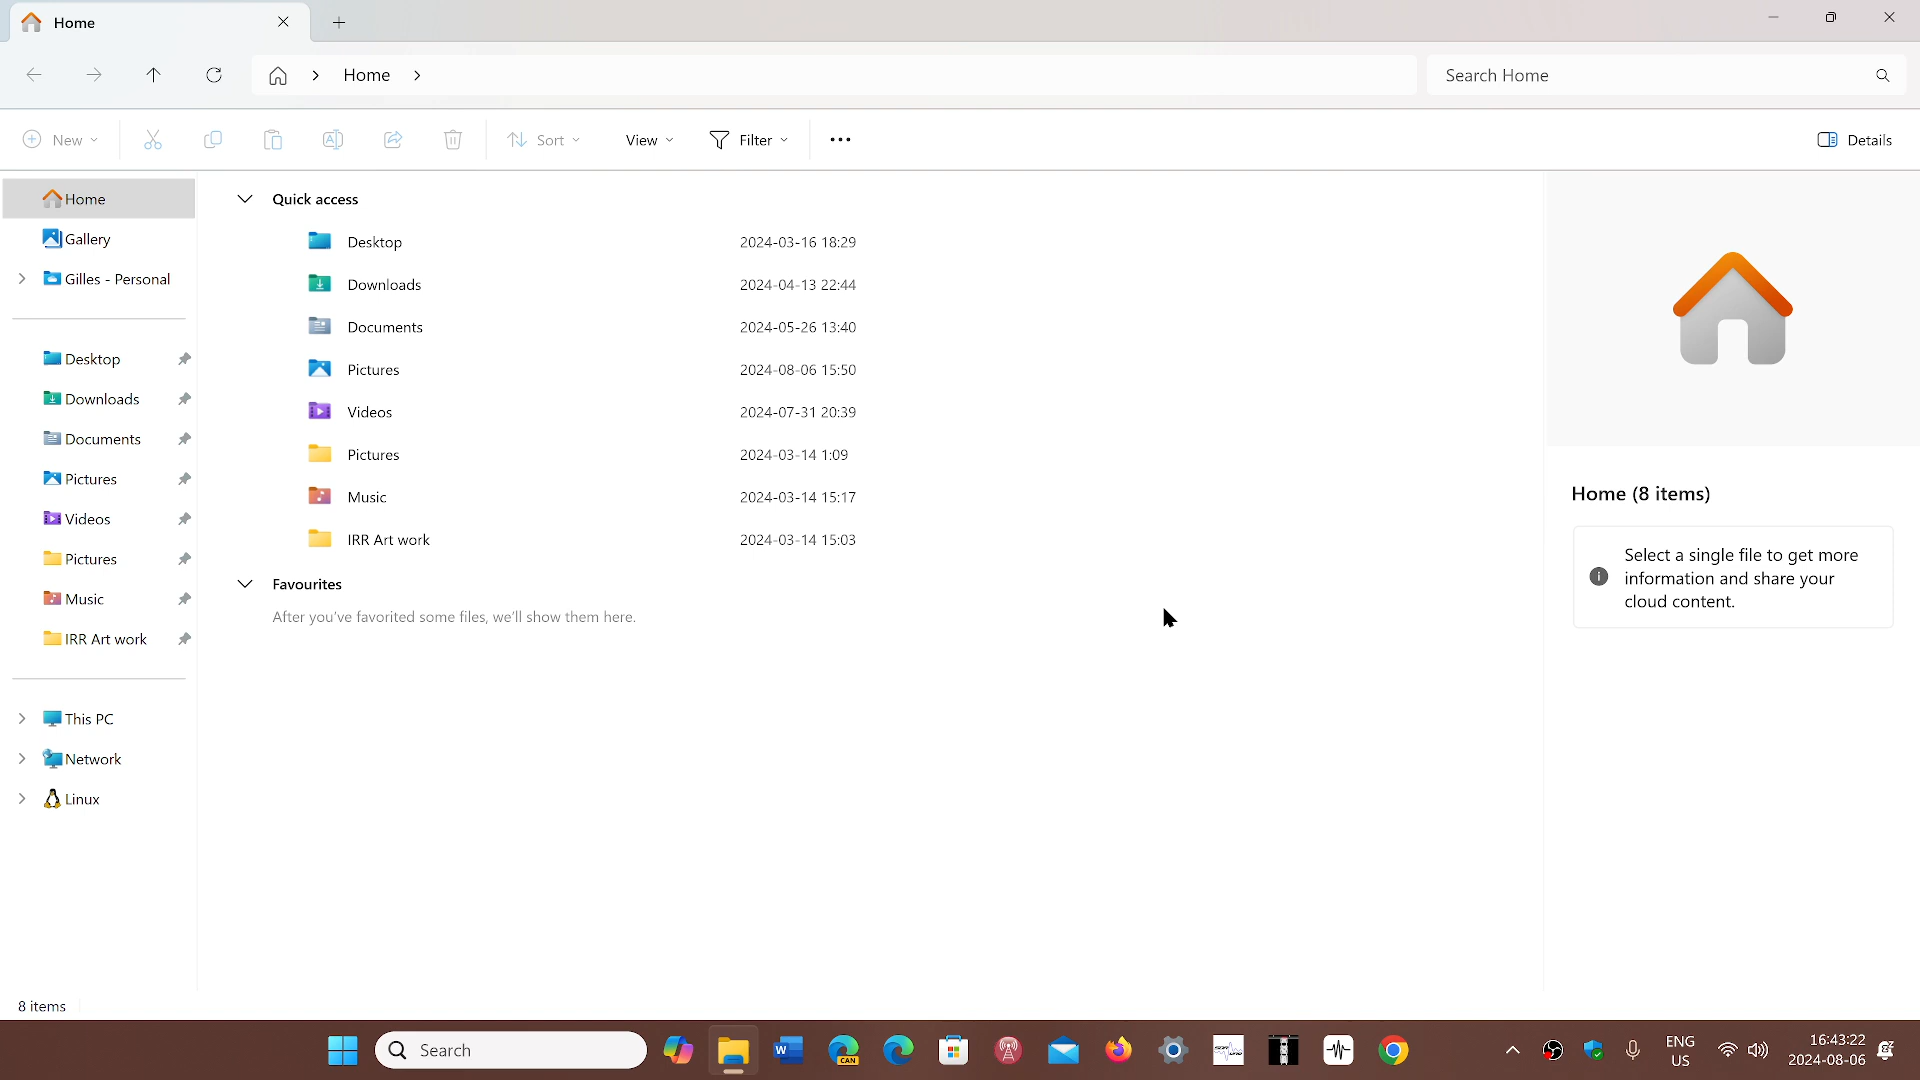 Home
Home
Search Home
New
Sort
View
Filter
Details
Home
Gallery
Gilles - Personal
Desktop
Downloads
Documents
Pictures
Videos
Pictures
Music
IRR Art work
This PC
Network
Linux
Quick access
Desktop 2024-03-16 18:29
Downloads 2024-04-13 22:44
Documents 2024-05-26 13:40
Pictures 2024-08-06 15:50
Videos 2024-07-31 20:39
Pictures 2024-03-14 1:09
Music 2024-03-14 15:17
IRR Art work 2024-03-14 15:03
Favourites
After you've favorited some files, we'll show them here.
Home (8 items)
Select a single file to get more
information and share your
cloud content.
8 items
Search
W
CAN
ENG
US
16:43:22
2024-08-06